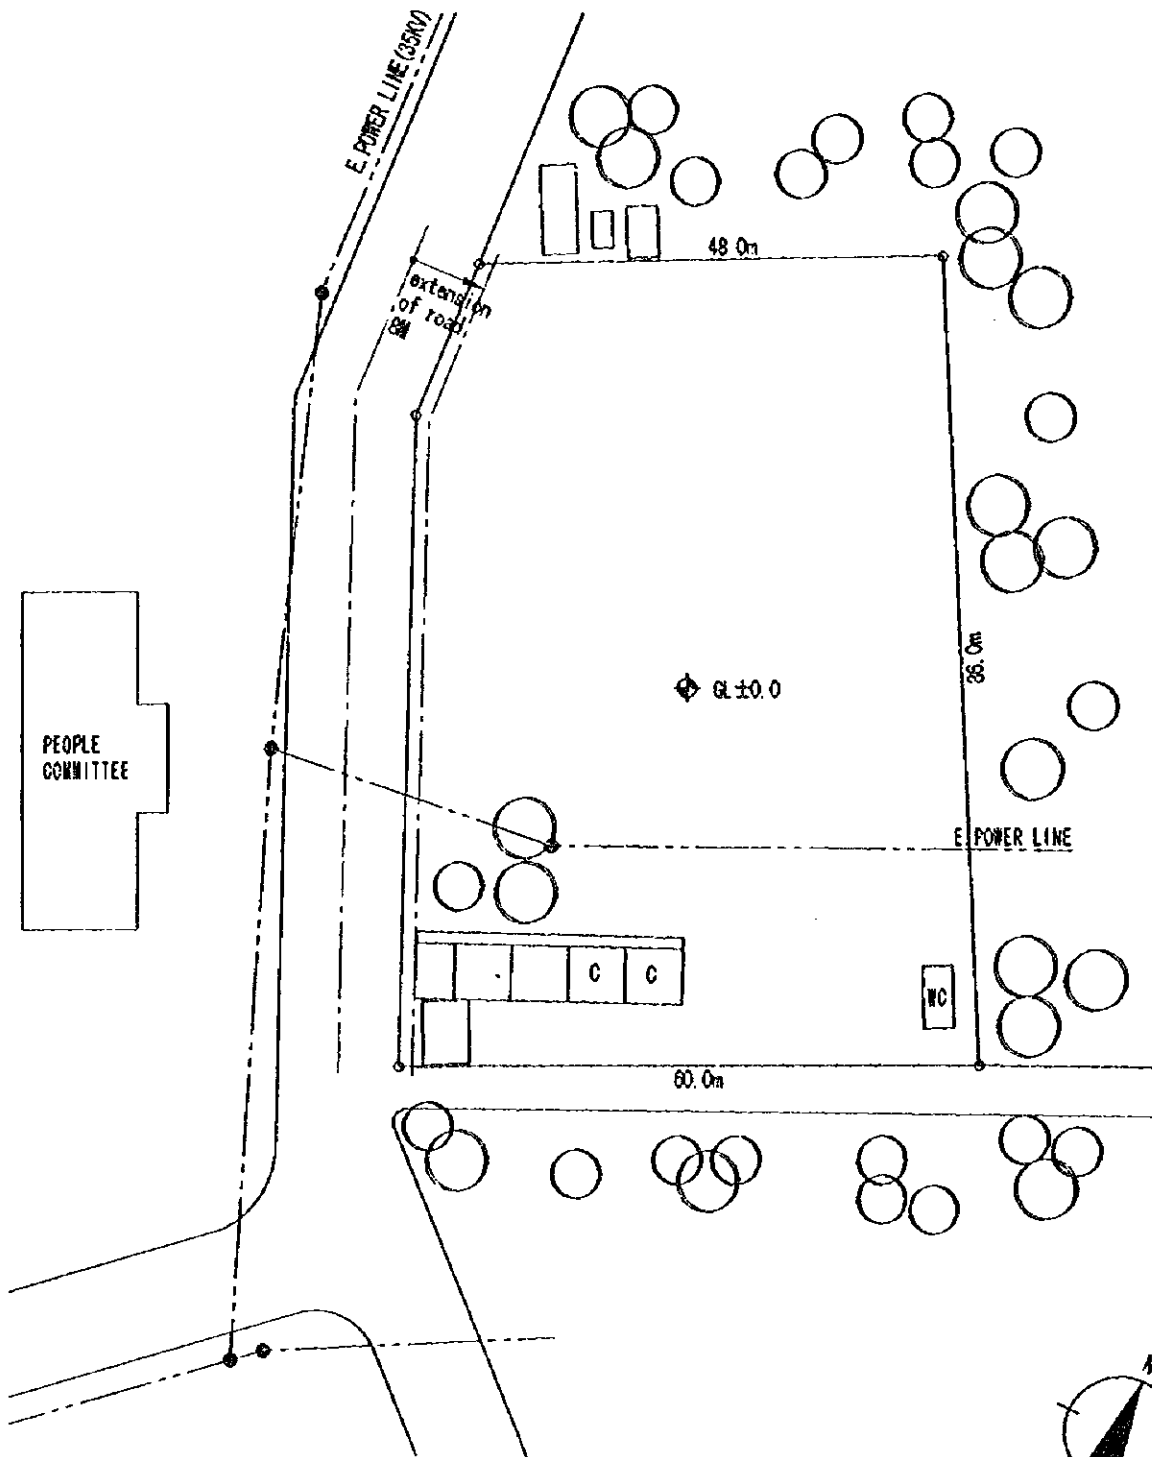 E. POWER LINE(35KV)
48.0m
extension
of road
8M
86.0m
GL±0.0
PEOPLE
COMMITTEE
E. POWER LINE
C C
WC
60.0m
N